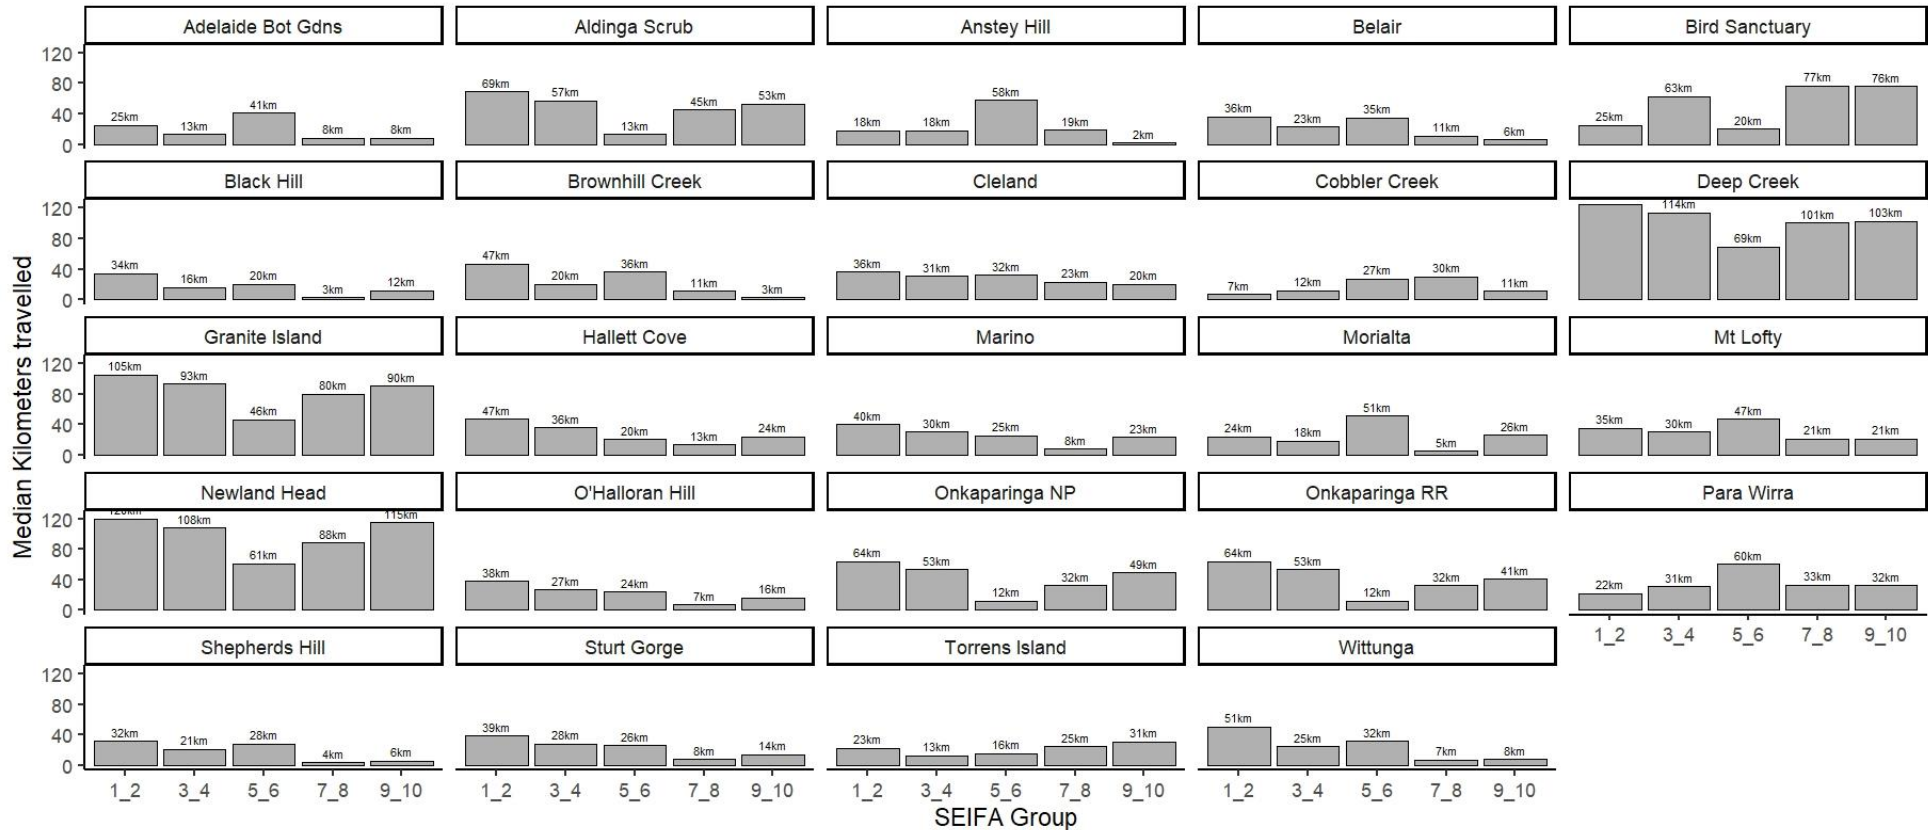 Adelaide Bot Gdns Aldinga Scrub Anstey Hill Belair Bird Sanctuary
120
80
40
0
25km 13km 41km 8km 8km
69km 57km 13km 45km 53km
18km 18km 58km 19km 2km
36km 23km 35km 11km 6km
25km 63km 20km 77km 76km
Black Hill Brownhill Creek Cleland Cobbler Creek Deep Creek
120
80
40
0
34km 16km 20km 3km 12km
47km 20km 36km 11km 3km
36km 31km 32km 23km 20km
7km 12km 27km 30km 11km
114km 69km 101km 103km
Granite Island Hallett Cove Marino Morialta Mt Lofty
120
80
40
0
105km 93km 46km 80km 90km
47km 36km 20km 13km 24km
40km 30km 25km 8km 23km
24km 18km 51km 5km 26km
35km 30km 47km 21km 21km
Newland Head O'Halloran Hill Onkaparinga NP Onkaparinga RR Para Wirra
120
80
40
0
108km 61km 88km 115km
38km 27km 24km 7km 16km
64km 53km 12km 32km 49km
64km 53km 12km 32km 41km
22km 31km 60km 33km 32km
1_2 3_4 5_6 7_8 9_10
Shepherds Hill Sturt Gorge Torrens Island Wittunga
120
80
40
0
32km 21km 28km 4km 6km
39km 28km 26km 8km 14km
23km 13km 16km 25km 31km
51km 25km 32km 7km 8km
1_2 3_4 5_6 7_8 9_10
1_2 3_4 5_6 7_8 9_10
1_2 3_4 5_6 7_8 9_10
1_2 3_4 5_6 7_8 9_10
SEIFA Group
Median Kilometers travelled